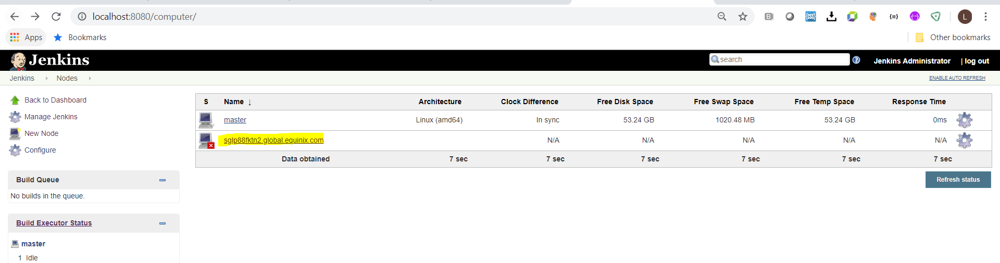 localhost:8080/computer/
B
{CSS}
{≡}
L
Apps Bookmarks Other bookmarks
Jenkins search ? Jenkins Administrator | log out
Jenkins Nodes ENABLE AUTO REFRESH
Back to Dashboard
Manage Jenkins
New Node
Configure
S Name ↓ Architecture Clock Difference Free Disk Space Free Swap Space Free Temp Space Response Time
master Linux (amd64) In sync 53.24 GB 1020.48 MB 53.24 GB 0ms
sglp88fktn2.global.equinix.com N/A N/A N/A N/A N/A
Data obtained 7 sec 7 sec 7 sec 7 sec 7 sec 7 sec
Refresh status
Build Queue
No builds in the queue.
Build Executor Status
master
1 Idle